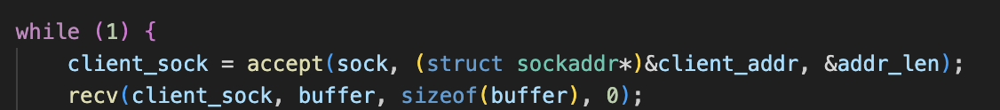 while (1) {
client_sock = accept(sock, (struct sockaddr*)&client_addr, &addr_len);
recv(client_sock, buffer, sizeof(buffer), 0);